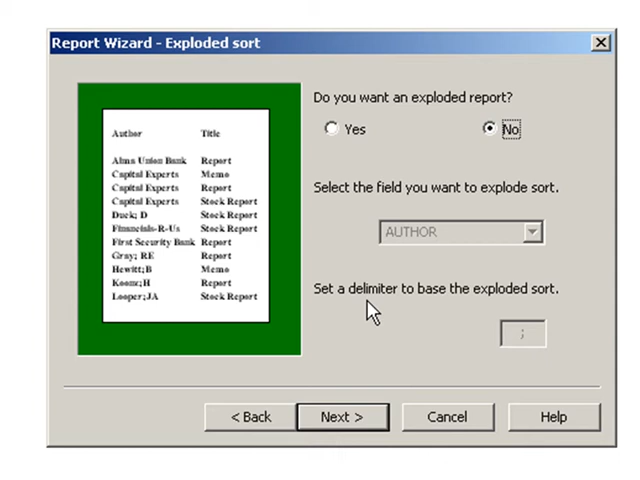 Report Wizard - Exploded sort
Do you want an exploded report?
Yes No
Select the field you want to explode sort.
AUTHOR
Set a delimiter to base the exploded sort.
;
Author Title
Alma Union Bank Report
Capital Experts Memo
Capital Experts Report
Capital Experts Stock Report
Duck; D Stock Report
Financials-R-Us Stock Report
First Security Bank Report
Gray; RE Report
Hewitt;B Memo
Koonz;H Report
Looper;JA Stock Report
< Back Next > Cancel Help